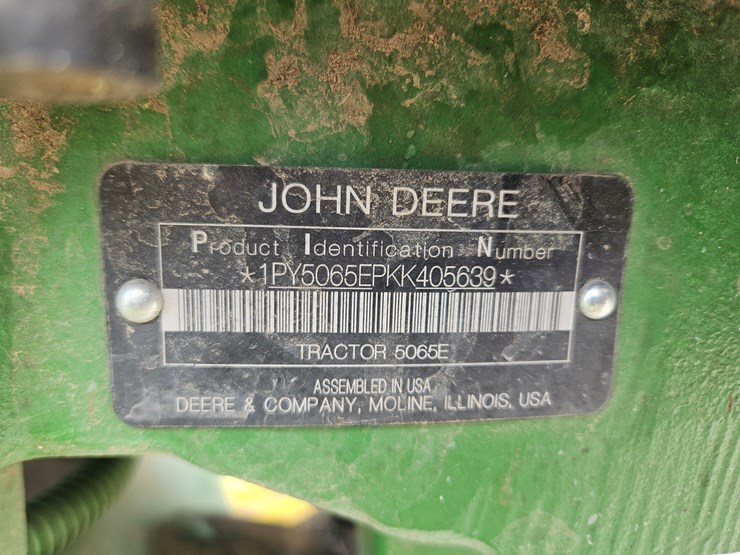 JOHN DEERE
Product Identification Number
*1PY5065EPKK405639*
TRACTOR 5065E
ASSEMBLED IN USA
DEERE & COMPANY, MOLINE, ILLINOIS, USA